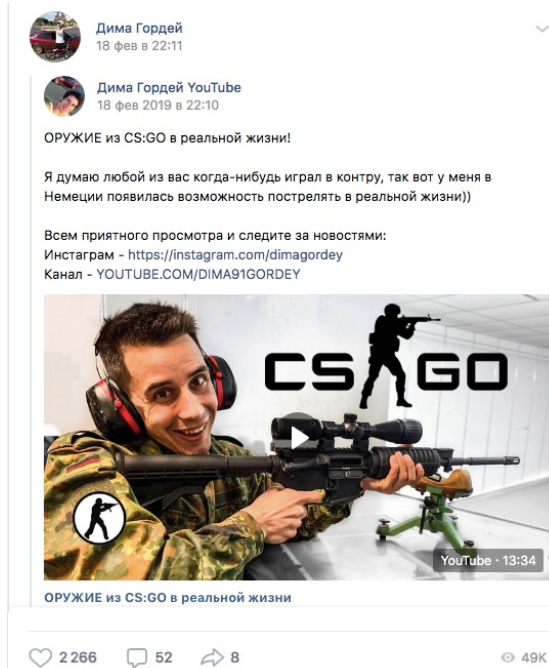 Дима Гордей
18 фев в 22:11
Дима Гордей YouTube
18 фев 2019 в 22:10
ОРУЖИЕ из CS:GO в реальной жизни!
Я думаю любой из вас когда-нибудь играл в контру, так вот у меня в
Немеции появилась возможность пострелять в реальной жизни))
Всем приятного просмотра и следите за новостями:
Инстаграм - https://instagram.com/dimagordey
Канал - YOUTUBE.COM/DIMA91GORDEY
CS GO
YouTube · 13:34
ОРУЖИЕ из CS:GO в реальной жизни
2 266 52 8 49K